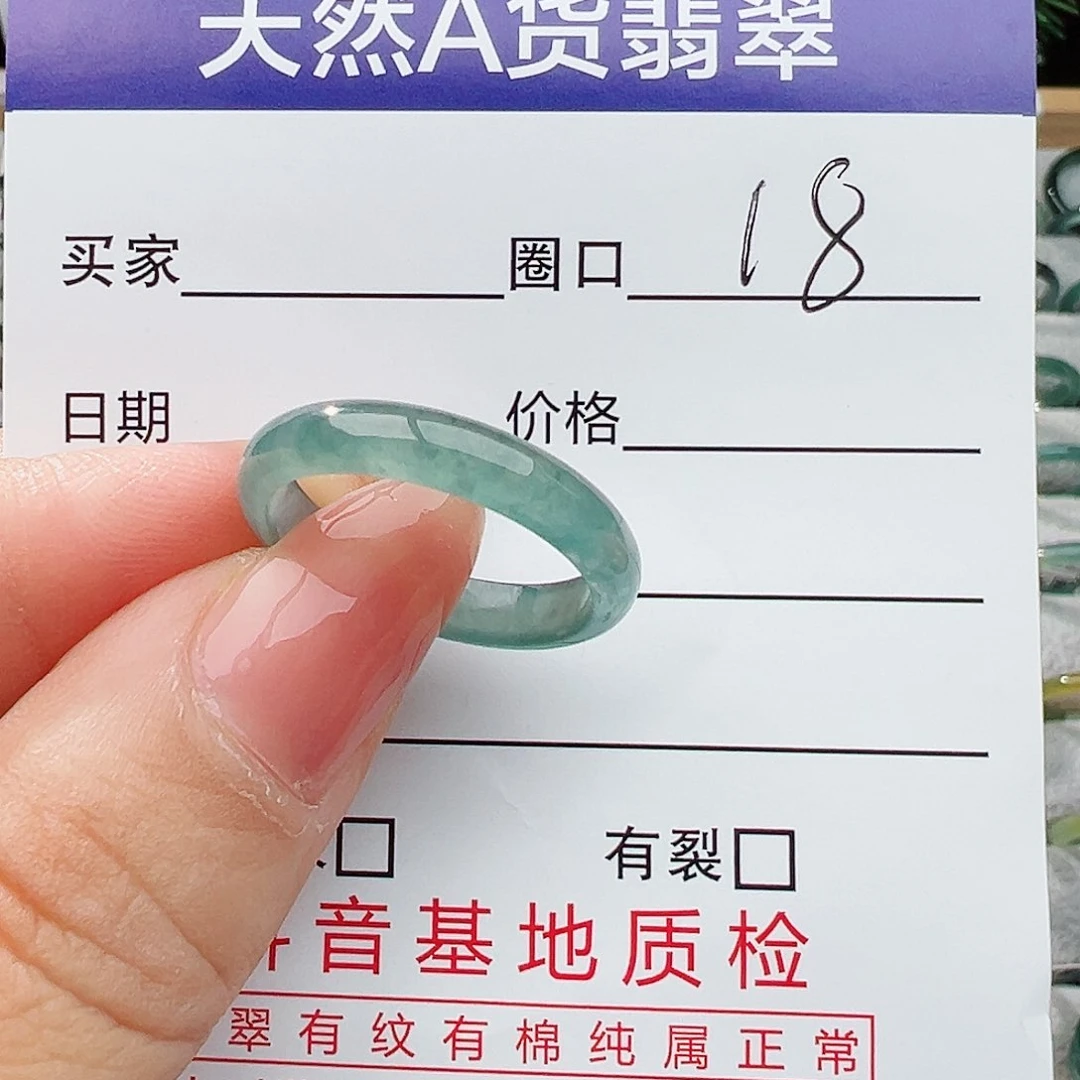 天然A货翡翠
买家 圈口 18
日期 价格
有裂
音基地质检
翠有纹有棉纯属正常